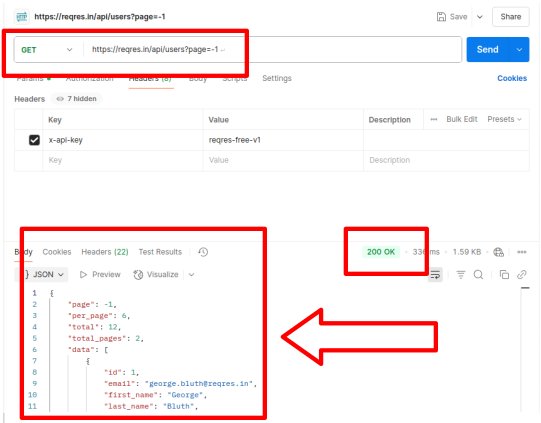 https://reqres.in/api/users?page=-1
Save
Share
GET
https://reqres.in/api/users?page=-1
Send
Params
Authorization
Headers (8)
Body
Scripts
Settings
Cookies
Headers
7 hidden
Key Value Description Bulk Edit Presets
x-api-key reqres-free-v1
Key Value Description
Body Cookies Headers (22) Test Results
200 OK · 336 ms · 1.59 KB
{} JSON Preview Visualize
1 {
2 "page": -1,
3 "per_page": 6,
4 "total": 12,
5 "total_pages": 2,
6 "data": [
7 {
8 "id": 1,
9 "email": "george.bluth@reqres.in",
10 "first_name": "George",
11 "last_name": "Bluth",